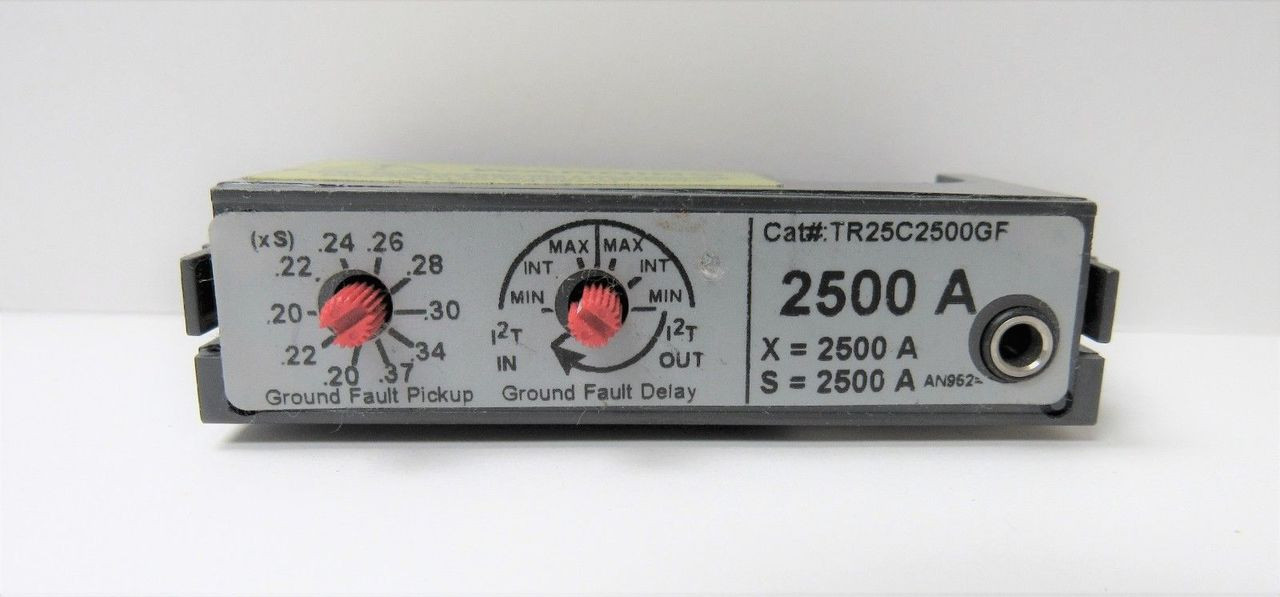 (xS) .24 .26
.22 .28
.20 .30
.22 .34
.20 .37
Ground Fault Pickup
MAX MAX
INT INT
MIN MIN
I²T I²T
IN OUT
Ground Fault Delay
Cat#:TR25C2500GF
2500 A
X = 2500 A
S = 2500 A